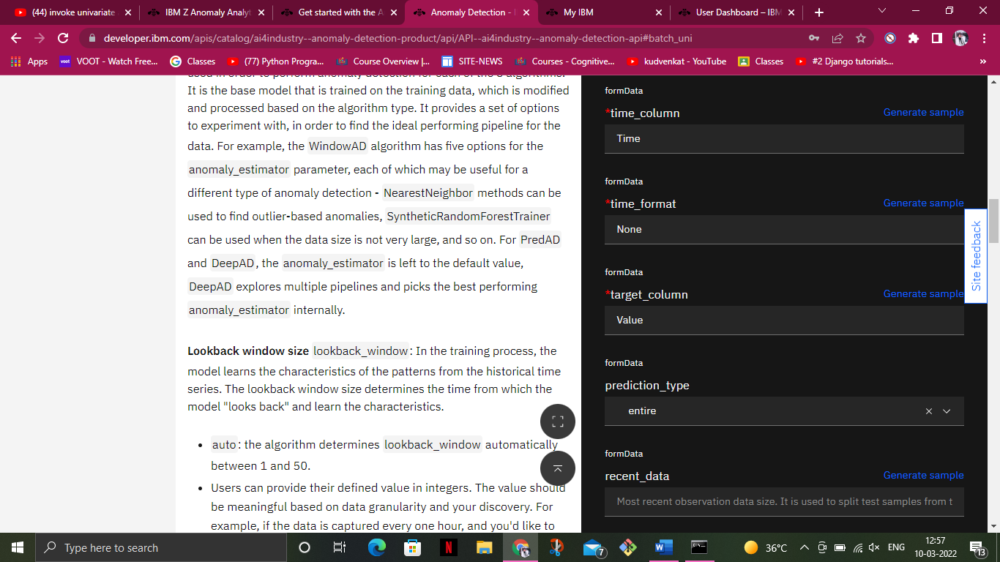 (44) invoke univariate
IBM Z Anomaly Analyt
Get started with the A
Anomaly Detection - I
My IBM
User Dashboard – IBM
developer.ibm.com/apis/catalog/ai4industry--anomaly-detection-product/api/API--ai4industry--anomaly-detection-api#batch_uni
Apps
VOOT - Watch Free...
Classes
(77) Python Progra...
Course Overview |...
SITE-NEWS
Courses - Cognitive...
kudvenkat - YouTube
Classes
#2 Django tutorials...
used in order to perform anomaly detection for each of the 3 algorithms.
It is the base model that is trained on the training data, which is modified
and processed based on the algorithm type. It provides a set of options
to experiment with, in order to find the ideal performing pipeline for the
data. For example, the WindowAD algorithm has five options for the
anomaly_estimator parameter, each of which may be useful for a
different type of anomaly detection - NearestNeighbor methods can be
used to find outlier-based anomalies, SyntheticRandomForestTrainer
can be used when the data size is not very large, and so on. For PredAD
and DeepAD, the anomaly_estimator is left to the default value,
DeepAD explores multiple pipelines and picks the best performing
anomaly_estimator internally.
Lookback window size lookback_window: In the training process, the
model learns the characteristics of the patterns from the historical time
series. The lookback window size determines the time from which the
model "looks back" and learn the characteristics.
• auto: the algorithm determines lookback_window automatically
between 1 and 50.
• Users can provide their defined value in integers. The value should
be meaningful based on data granularity and your discovery. For
example, if the data is captured every one hour, and you'd like to
formData
*time_column
Generate sample
Time
formData
*time_format
Generate sample
None
formData
*target_column
Generate sample
Value
formData
prediction_type
entire
formData
recent_data
Generate sample
Most recent observation data size. It is used to split test samples from t
Site feedback
Type here to search
7
36°C
ENG
12:57
10-03-2022
13